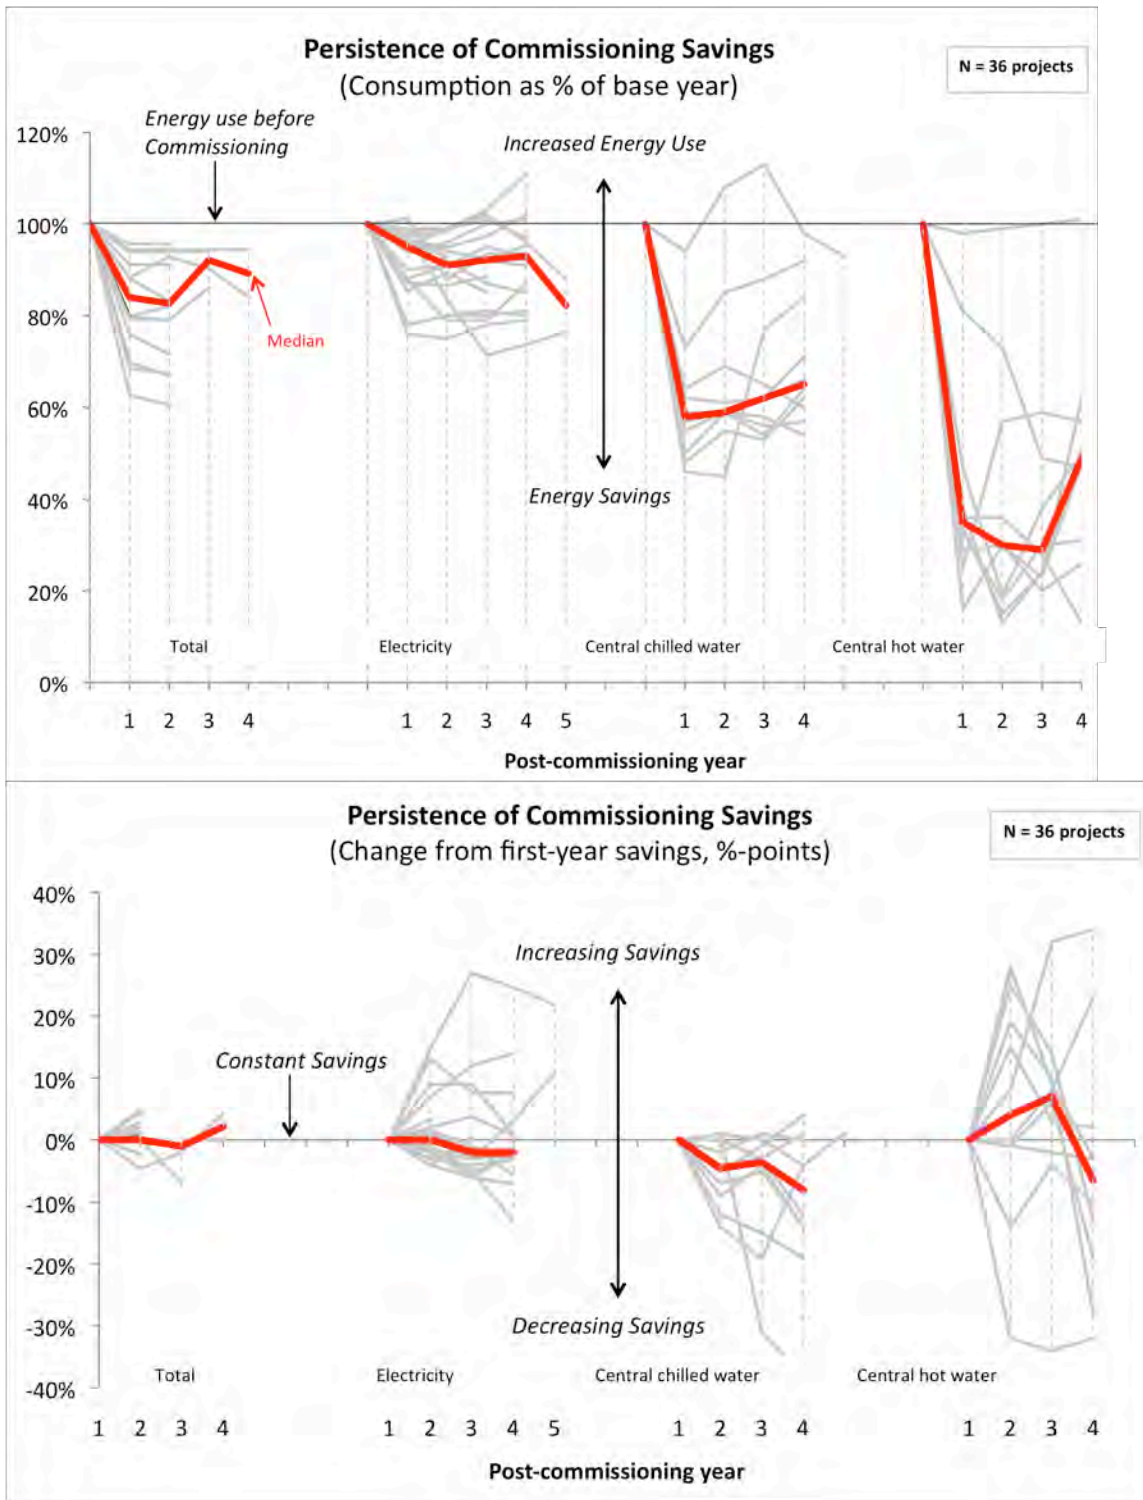 Persistence of Commissioning Savings
(Consumption as % of base year)
N = 36 projects
Energy use before
Commissioning
Increased Energy Use
120%
100%
80%
60%
40%
20%
0%
Median
Energy Savings
Total
Electricity
Central chilled water
Central hot water
1 2 3 4
1 2 3 4 5
1 2 3 4
1 2 3 4
Post-commissioning year
Persistence of Commissioning Savings
(Change from first-year savings, %-points)
N = 36 projects
40%
30%
20%
10%
0%
-10%
-20%
-30%
-40%
Increasing Savings
Constant Savings
Decreasing Savings
Total
Electricity
Central chilled water
Central hot water
1 2 3 4
1 2 3 4 5
1 2 3 4
1 2 3 4
Post-commissioning year